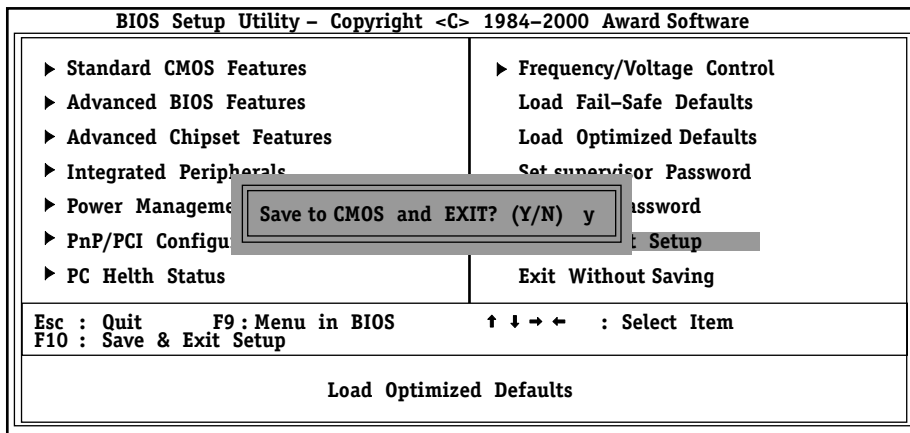 BIOS Setup Utility – Copyright <C> 1984–2000 Award Software
Standard CMOS Features
Advanced BIOS Features
Advanced Chipset Features
Integrated Peripherals
Power
PnP/PCI
PC Helth Status
Frequency/Voltage Control
Load Fail–Safe Defaults
Load Optimized Defaults
Set supervisor Password
Setup
Exit Without Saving
Save to CMOS and EXIT? (Y/N) y
Esc : Quit F9 : Menu in BIOS ↑ ↓ → ← : Select Item
F10 : Save & Exit Setup
Load Optimized Defaults